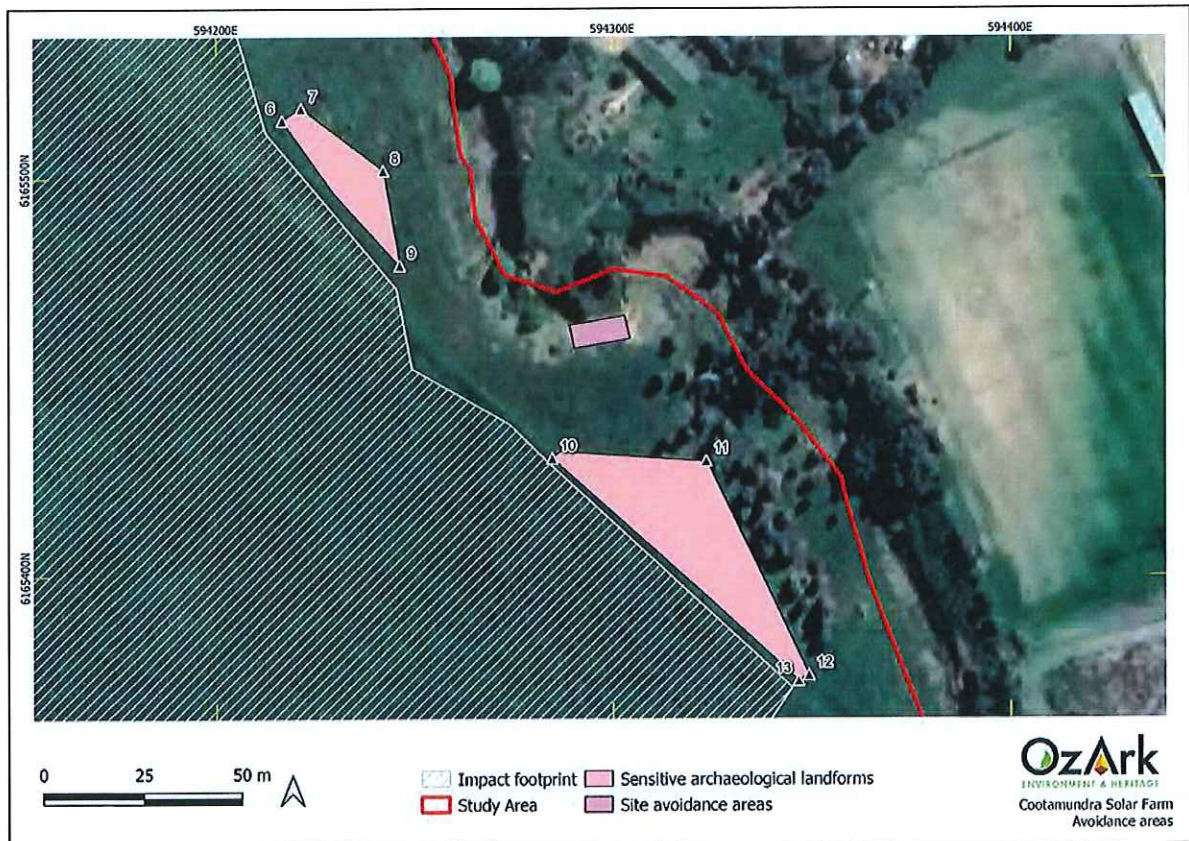 594200E
594300E
594400E
6165500N
6165400N
6
7
8
9
10
11
12
13
0 25 50 m
Impact footprint
Sensitive archaeological landforms
Study Area
Site avoidance areas
OzArk
ENVIRONMENT & HERITAGE
Cootamundra Solar Farm
Avoidance areas